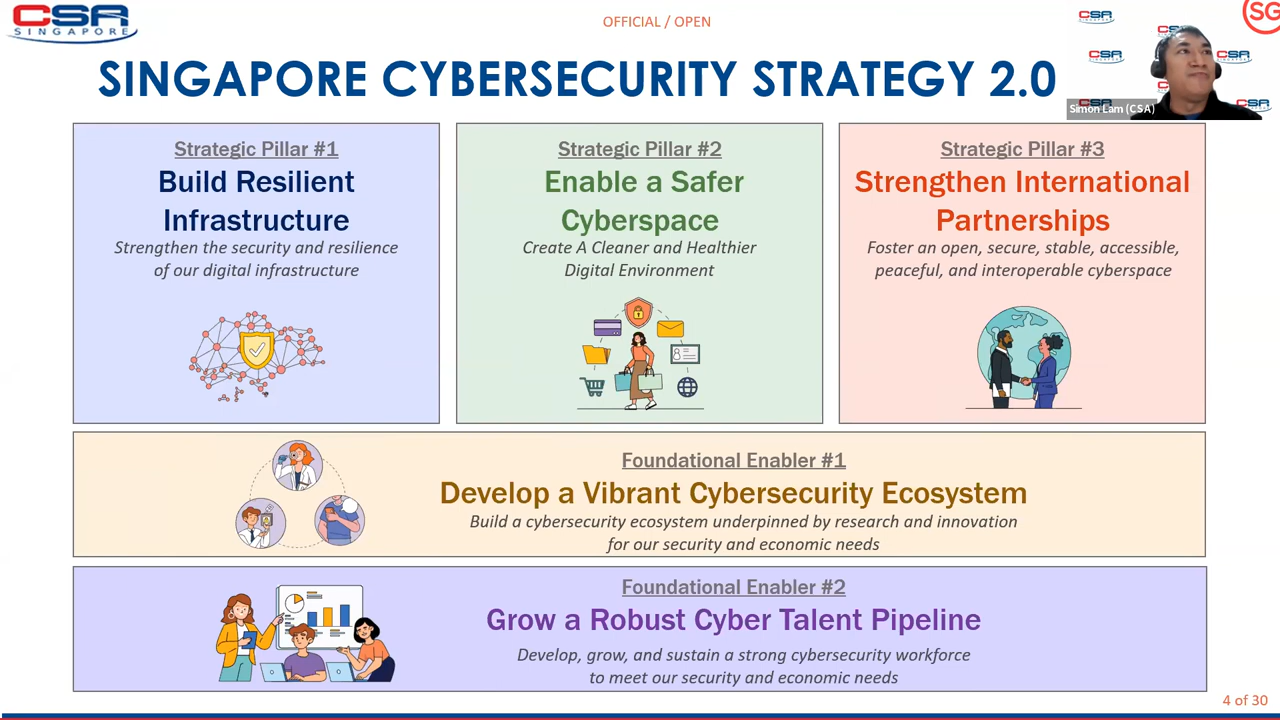 CSA
SINGAPORE
OFFICIAL / OPEN
SG
SINGAPORE CYBERSECURITY STRATEGY 2.0
CSA
CSA
CSA
CSA
Simon Lam (CSA)
Strategic Pillar #1
Build Resilient
Infrastructure
Strengthen the security and resilience
of our digital infrastructure
Strategic Pillar #2
Enable a Safer
Cyberspace
Create A Cleaner and Healthier
Digital Environment
Strategic Pillar #3
Strengthen International
Partnerships
Foster an open, secure, stable, accessible,
peaceful, and interoperable cyberspace
Foundational Enabler #1
Develop a Vibrant Cybersecurity Ecosystem
Build a cybersecurity ecosystem underpinned by research and innovation
for our security and economic needs
Foundational Enabler #2
Grow a Robust Cyber Talent Pipeline
Develop, grow, and sustain a strong cybersecurity workforce
to meet our security and economic needs
4 of 30